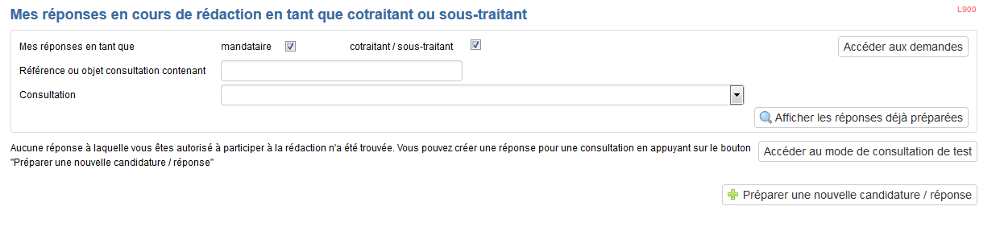 Mes réponses en cours de rédaction en tant que cotraitant ou sous-traitant
L900
Mes réponses en tant que mandataire cotraitant / sous-traitant Accéder aux demandes
Référence ou objet consultation contenant
Consultation
Afficher les réponses déjà préparées
Aucune réponse à laquelle vous êtes autorisé à participer à la rédaction n'a été trouvée. Vous pouvez créer une réponse pour une consultation en appuyant sur le bouton
"Préparer une nouvelle candidature / réponse"
Accéder au mode de consultation de test
Préparer une nouvelle candidature / réponse